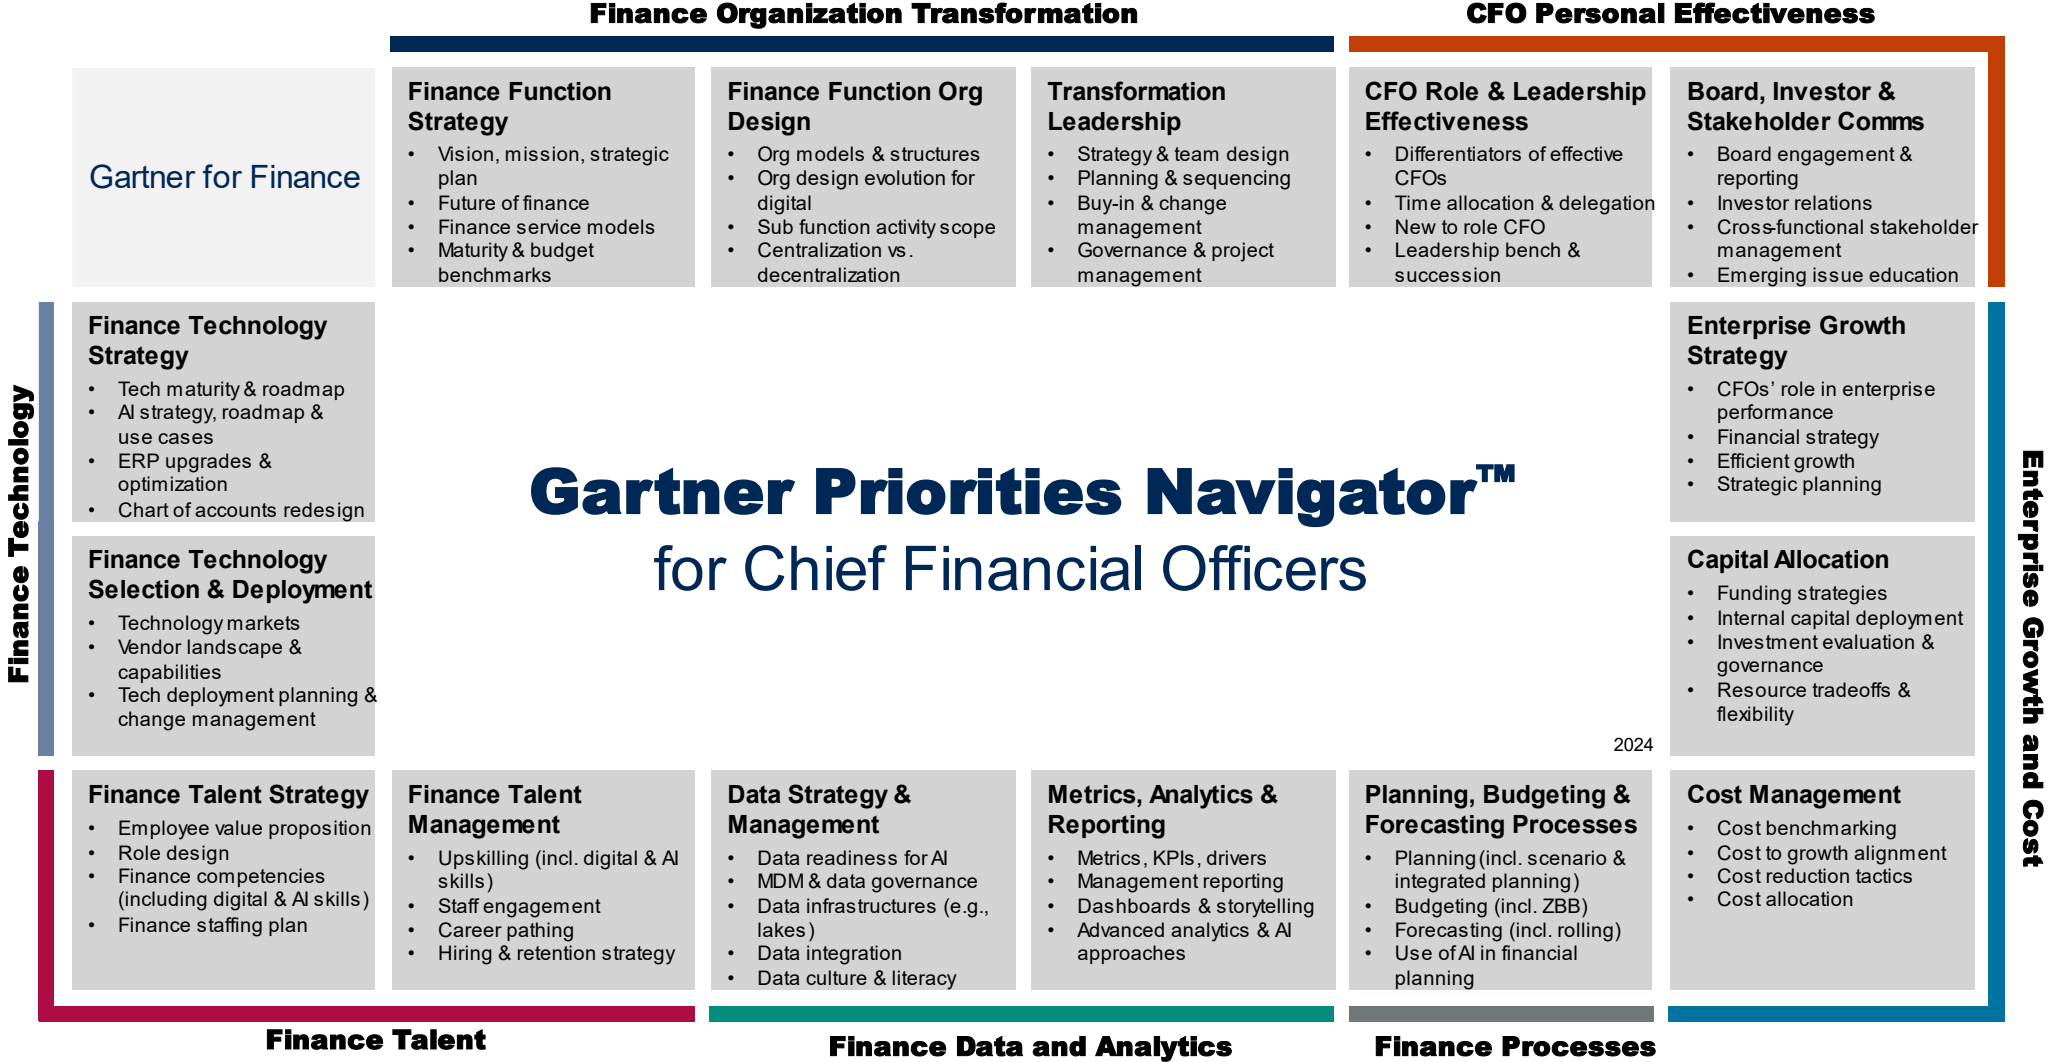 Finance Organization Transformation
CFO Personal Effectiveness
Gartner for Finance
Finance Function
Strategy
• Vision, mission, strategic
plan
• Future of finance
• Finance service models
• Maturity & budget
benchmarks
Finance Function Org
Design
• Org models & structures
• Org design evolution for
digital
• Sub function activity scope
• Centralization vs.
decentralization
Transformation
Leadership
• Strategy & team design
• Planning & sequencing
• Buy-in & change
management
• Governance & project
management
CFO Role & Leadership
Effectiveness
• Differentiators of effective
CFOs
• Time allocation & delegation
• New to role CFO
• Leadership bench &
succession
Board, Investor &
Stakeholder Comms
• Board engagement &
reporting
• Investor relations
• Cross-functional stakeholder
management
• Emerging issue education
Finance Technology
Finance Technology
Strategy
• Tech maturity & roadmap
• AI strategy, roadmap &
use cases
• ERP upgrades &
optimization
• Chart of accounts redesign
Finance Technology
Selection & Deployment
• Technology markets
• Vendor landscape &
capabilities
• Tech deployment planning &
change management
Gartner Priorities Navigator™
for Chief Financial Officers
2024
Enterprise Growth
Strategy
• CFOs’ role in enterprise
performance
• Financial strategy
• Efficient growth
• Strategic planning
Capital Allocation
• Funding strategies
• Internal capital deployment
• Investment evaluation &
governance
• Resource tradeoffs &
flexibility
Enterprise Growth and Cost
Finance Talent Strategy
• Employee value proposition
• Role design
• Finance competencies
(including digital & AI skills)
• Finance staffing plan
Finance Talent
Management
• Upskilling (incl. digital & AI
skills)
• Staff engagement
• Career pathing
• Hiring & retention strategy
Data Strategy &
Management
• Data readiness for AI
• MDM & data governance
• Data infrastructures (e.g.,
lakes)
• Data integration
• Data culture & literacy
Metrics, Analytics &
Reporting
• Metrics, KPIs, drivers
• Management reporting
• Dashboards & storytelling
• Advanced analytics & AI
approaches
Planning, Budgeting &
Forecasting Processes
• Planning (incl. scenario &
integrated planning)
• Budgeting (incl. ZBB)
• Forecasting (incl. rolling)
• Use of AI in financial
planning
Cost Management
• Cost benchmarking
• Cost to growth alignment
• Cost reduction tactics
• Cost allocation
Finance Talent
Finance Data and Analytics
Finance Processes